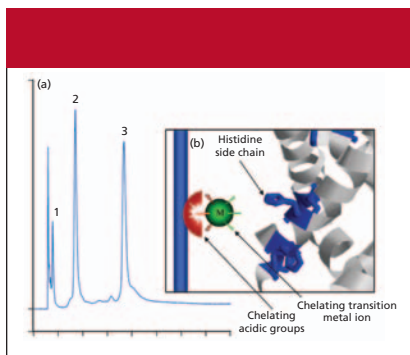 (a)
1
2
3
(b)
Histidine
side chain
M
Chelating
acidic groups
Chelating transition
metal ion